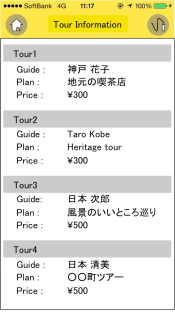 SoftBank 4G 11:17 100%
Tour Information
Tour1
Guide : 神戸 花子
Plan : 地元の喫茶店
Price : ¥300
Tour2
Guide : Taro Kobe
Plan : Heritage tour
Price : ¥300
Tour3
Guide: 日本 次郎
Plan : 風景のいいところ巡り
Price : ¥500
Tour4
Guide : 日本 清美
Plan : 〇〇町ツアー
Price : ¥500